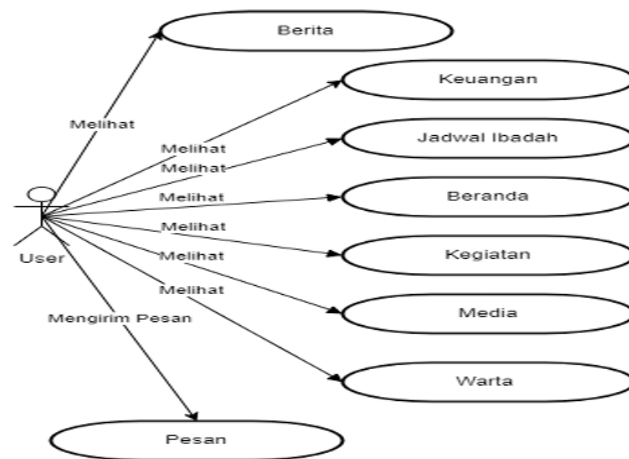 Berita
Keuangan
Melihat
Jadwal Ibadah
Melihat
Melihat
Beranda
Melihat
Melihat
Kegiatan
User
Melihat
Melihat
Media
Mengirim Pesan
Warta
Pesan